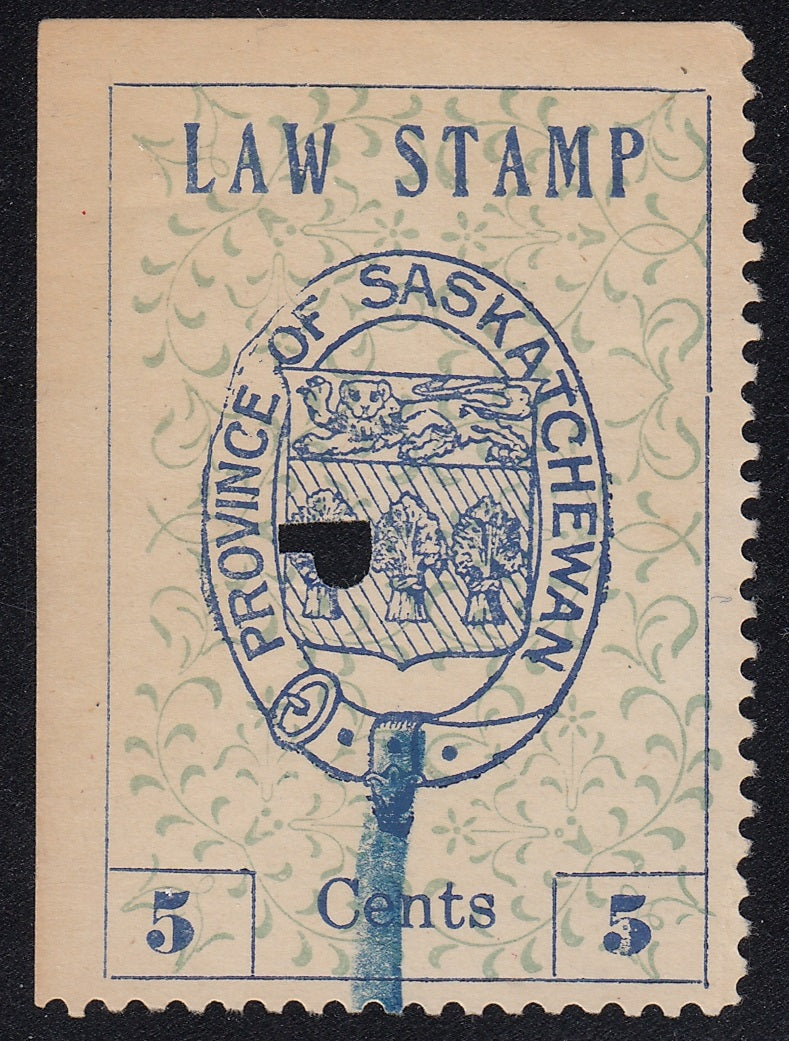 LAW STAMP
PROVINCE OF SASKATCHEWAN
Cents
5 5